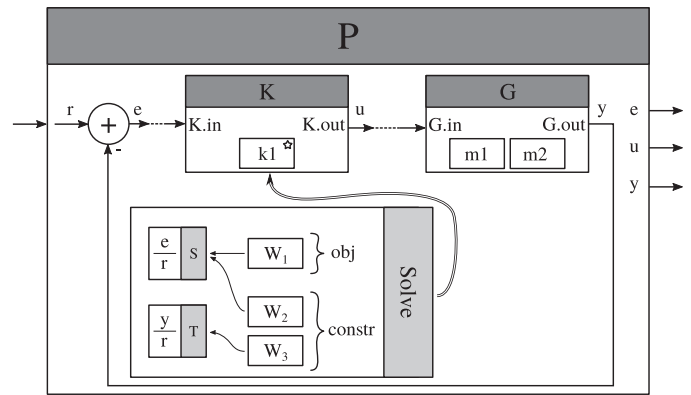 P
r
+
-
e
K
K.in
K.out
k1
u
G
G.in
G.out
m1
m2
y
e
u
y
e
r
S
W1
obj
W2
constr
y
r
T
W3
Solve